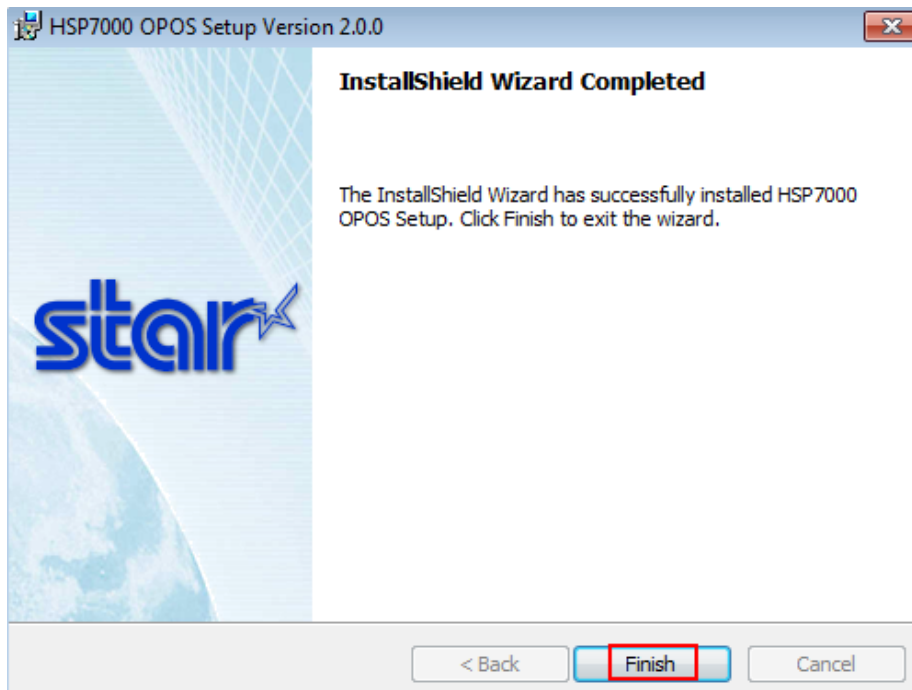 HSP7000 OPOS Setup Version 2.0.0
InstallShield Wizard Completed
The InstallShield Wizard has successfully installed HSP7000
OPOS Setup. Click Finish to exit the wizard.
star
< Back
Finish
Cancel